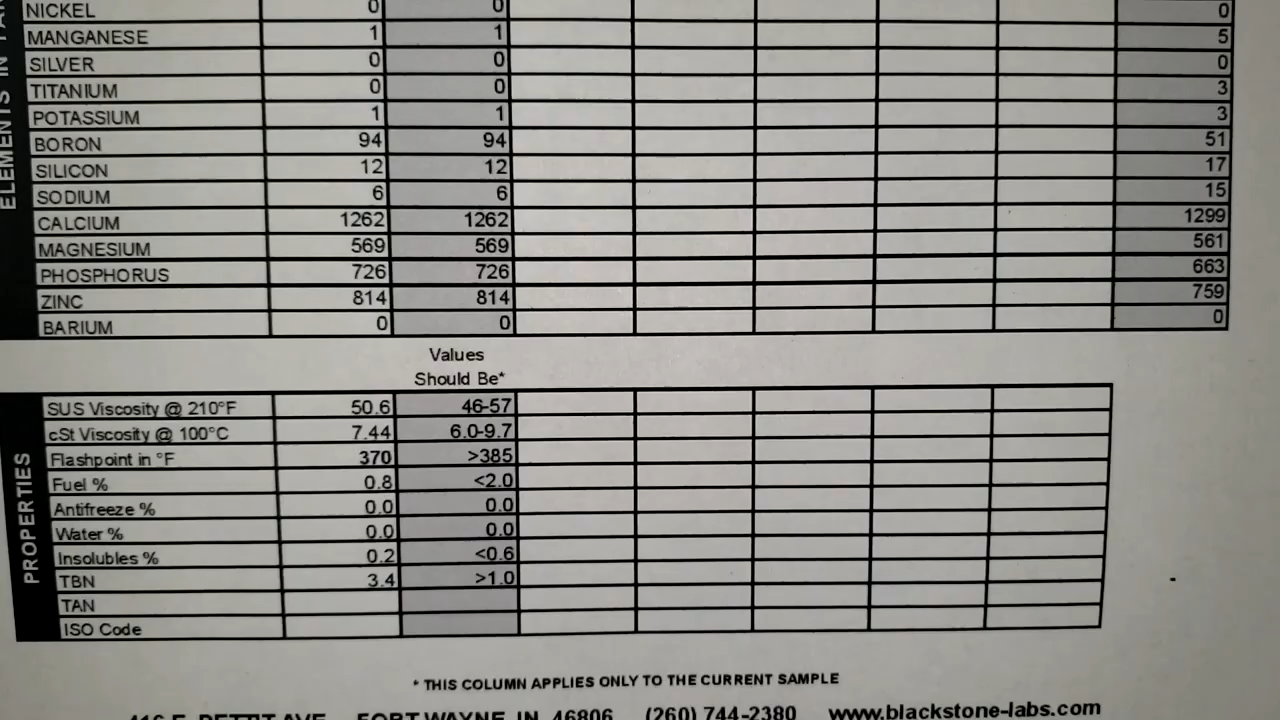 ELEMENTS IN
NICKEL 0 0 0
MANGANESE 1 1 5
SILVER 0 0 0
TITANIUM 0 0 3
POTASSIUM 1 1 3
BORON 94 94 51
SILICON 12 12 17
SODIUM 6 6 15
CALCIUM 1262 1262 1299
MAGNESIUM 569 569 561
PHOSPHORUS 726 726 663
ZINC 814 814 759
BARIUM 0 0 0
Values
Should Be*
PROPERTIES
SUS Viscosity @ 210°F 50.6 46-57
cSt Viscosity @ 100°C 7.44 6.0-9.7
Flashpoint in °F 370 >385
Fuel % 0.8 <2.0
Antifreeze % 0.0 0.0
Water % 0.0 0.0
Insolubles % 0.2 <0.6
TBN 3.4 >1.0
TAN
ISO Code
* THIS COLUMN APPLIES ONLY TO THE CURRENT SAMPLE
416 E. PETTIT AVE. FORT WAYNE, IN 46806 (260) 744-2380 www.blackstone-labs.com